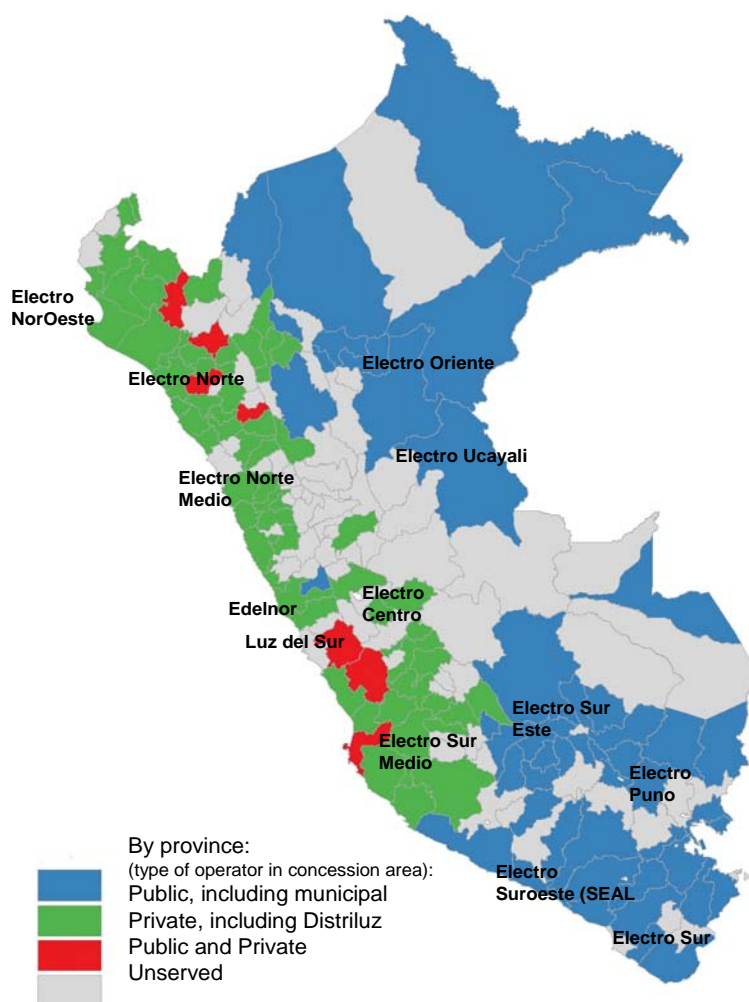 Electro
NorOeste
Electro Oriente
Electro Norte
Electro Ucayali
Electro Norte
Medio
Edelnor
Electro
Centro
Luz del Sur
Electro Sur
Este
Electro Sur
Medio
Electro
Puno
Electro
Suroeste (SEAL
Electro Sur
By province:
(type of operator in concession area):
Public, including municipal
Private, including Distriluz
Public and Private
Unserved